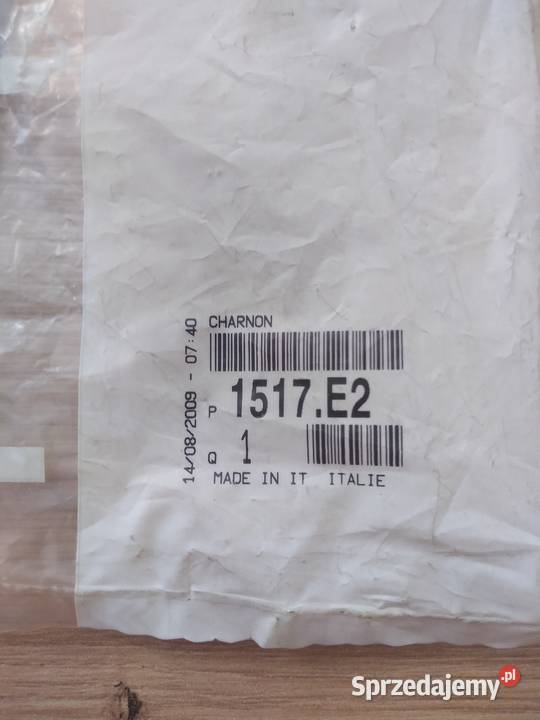 14/08/2009 - 07:40
CHARNON
P 1517.E2
Q 1
MADE IN IT ITALIE
Sprzedajemy.pl